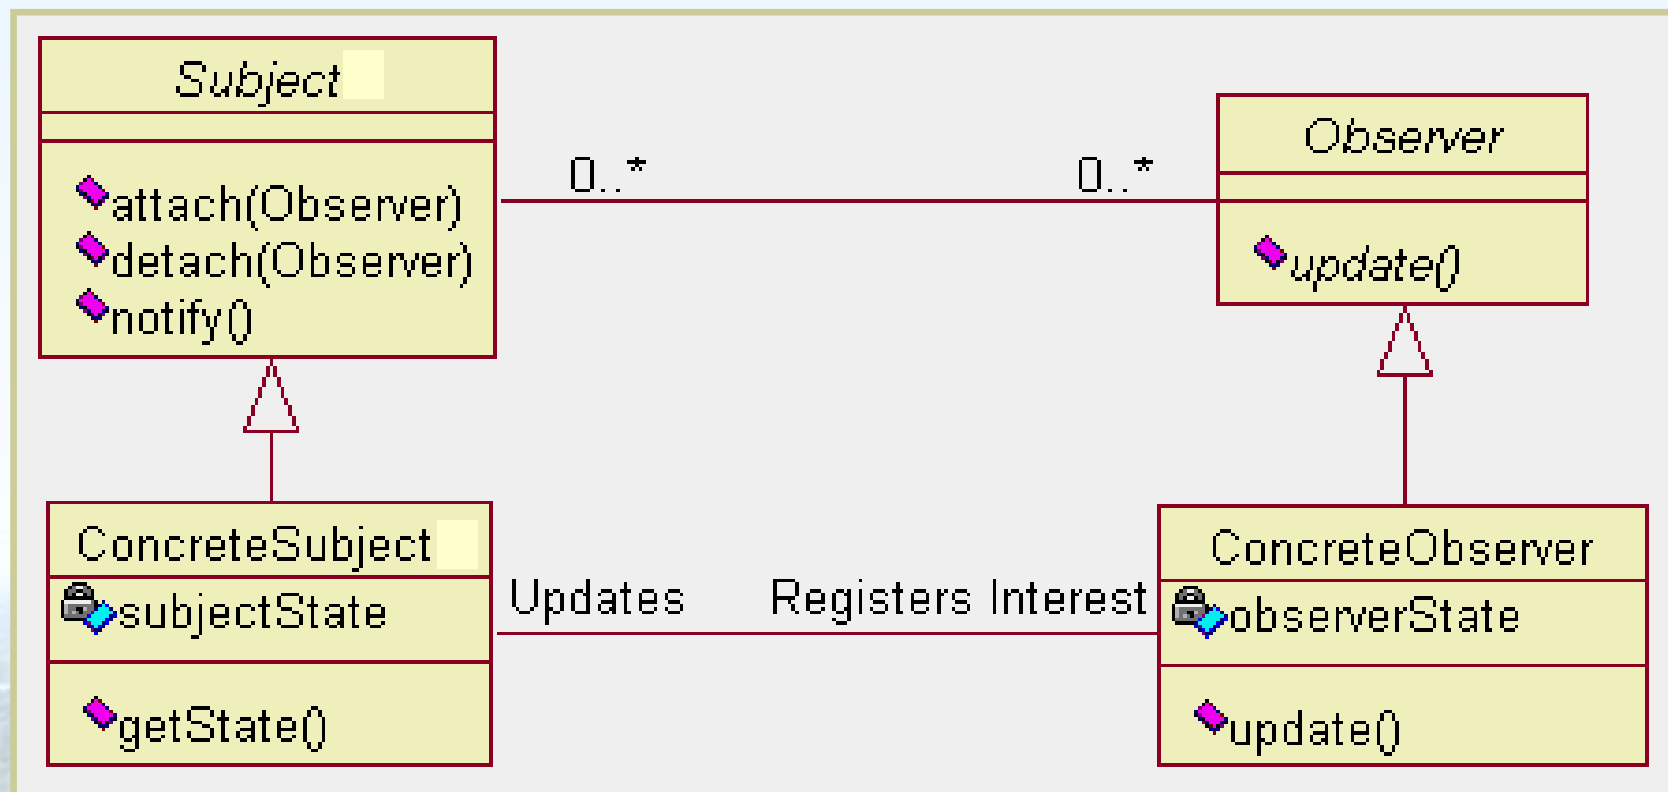 Subject
attach(Observer)
detach(Observer)
notify()
0..*
0..*
Observer
update()
ConcreteSubject
subjectState
getState()
Updates
Registers Interest
ConcreteObserver
observerState
update()